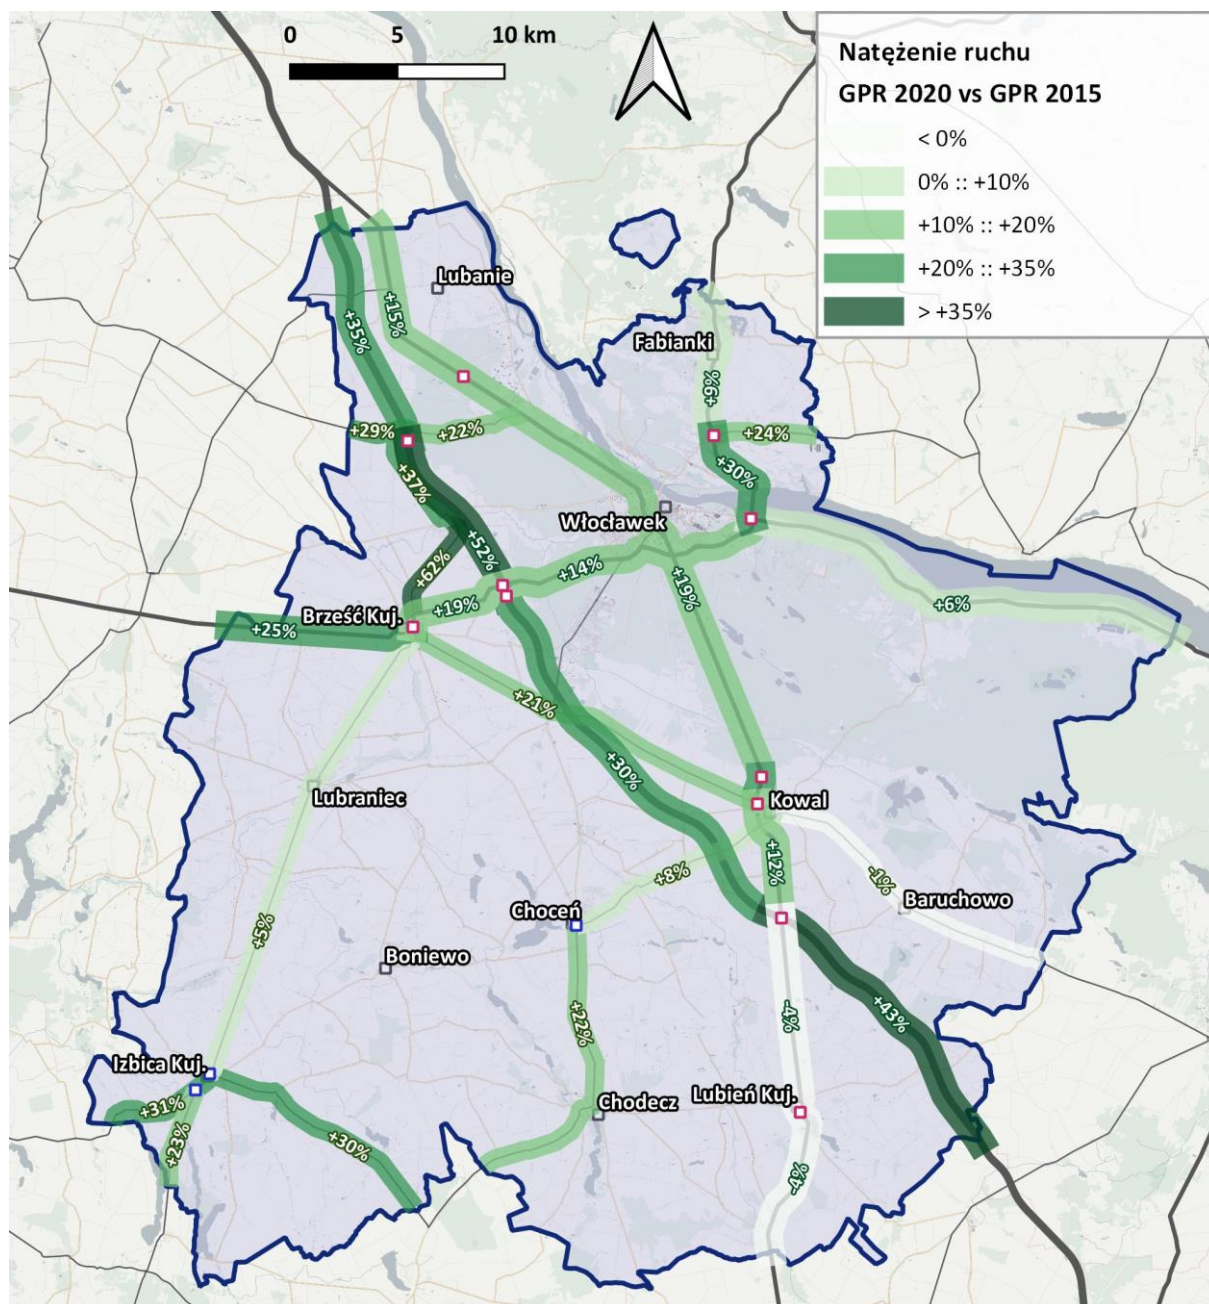 0 5 10 km
Natężenie ruchu
GPR 2020 vs GPR 2015
< 0%
0% :: +10%
+10% :: +20%
+20% :: +35%
> +35%
Lubanie
+15%
+35%
Fabianki
+9%
+29%
+22%
+24%
+37%
+30%
Włocławek
+52%
+14%
+62%
+19%
+19%
+6%
Brześć Kuj.
+25%
+21%
+30%
Lubraniec
Kowal
+12%
+8%
-1%
Baruchowo
Choceń
+5%
Boniewo
-4%
+43%
+22%
Izbica Kuj.
+31%
+23%
+30%
Chodecz
Lubień Kuj.
-4%